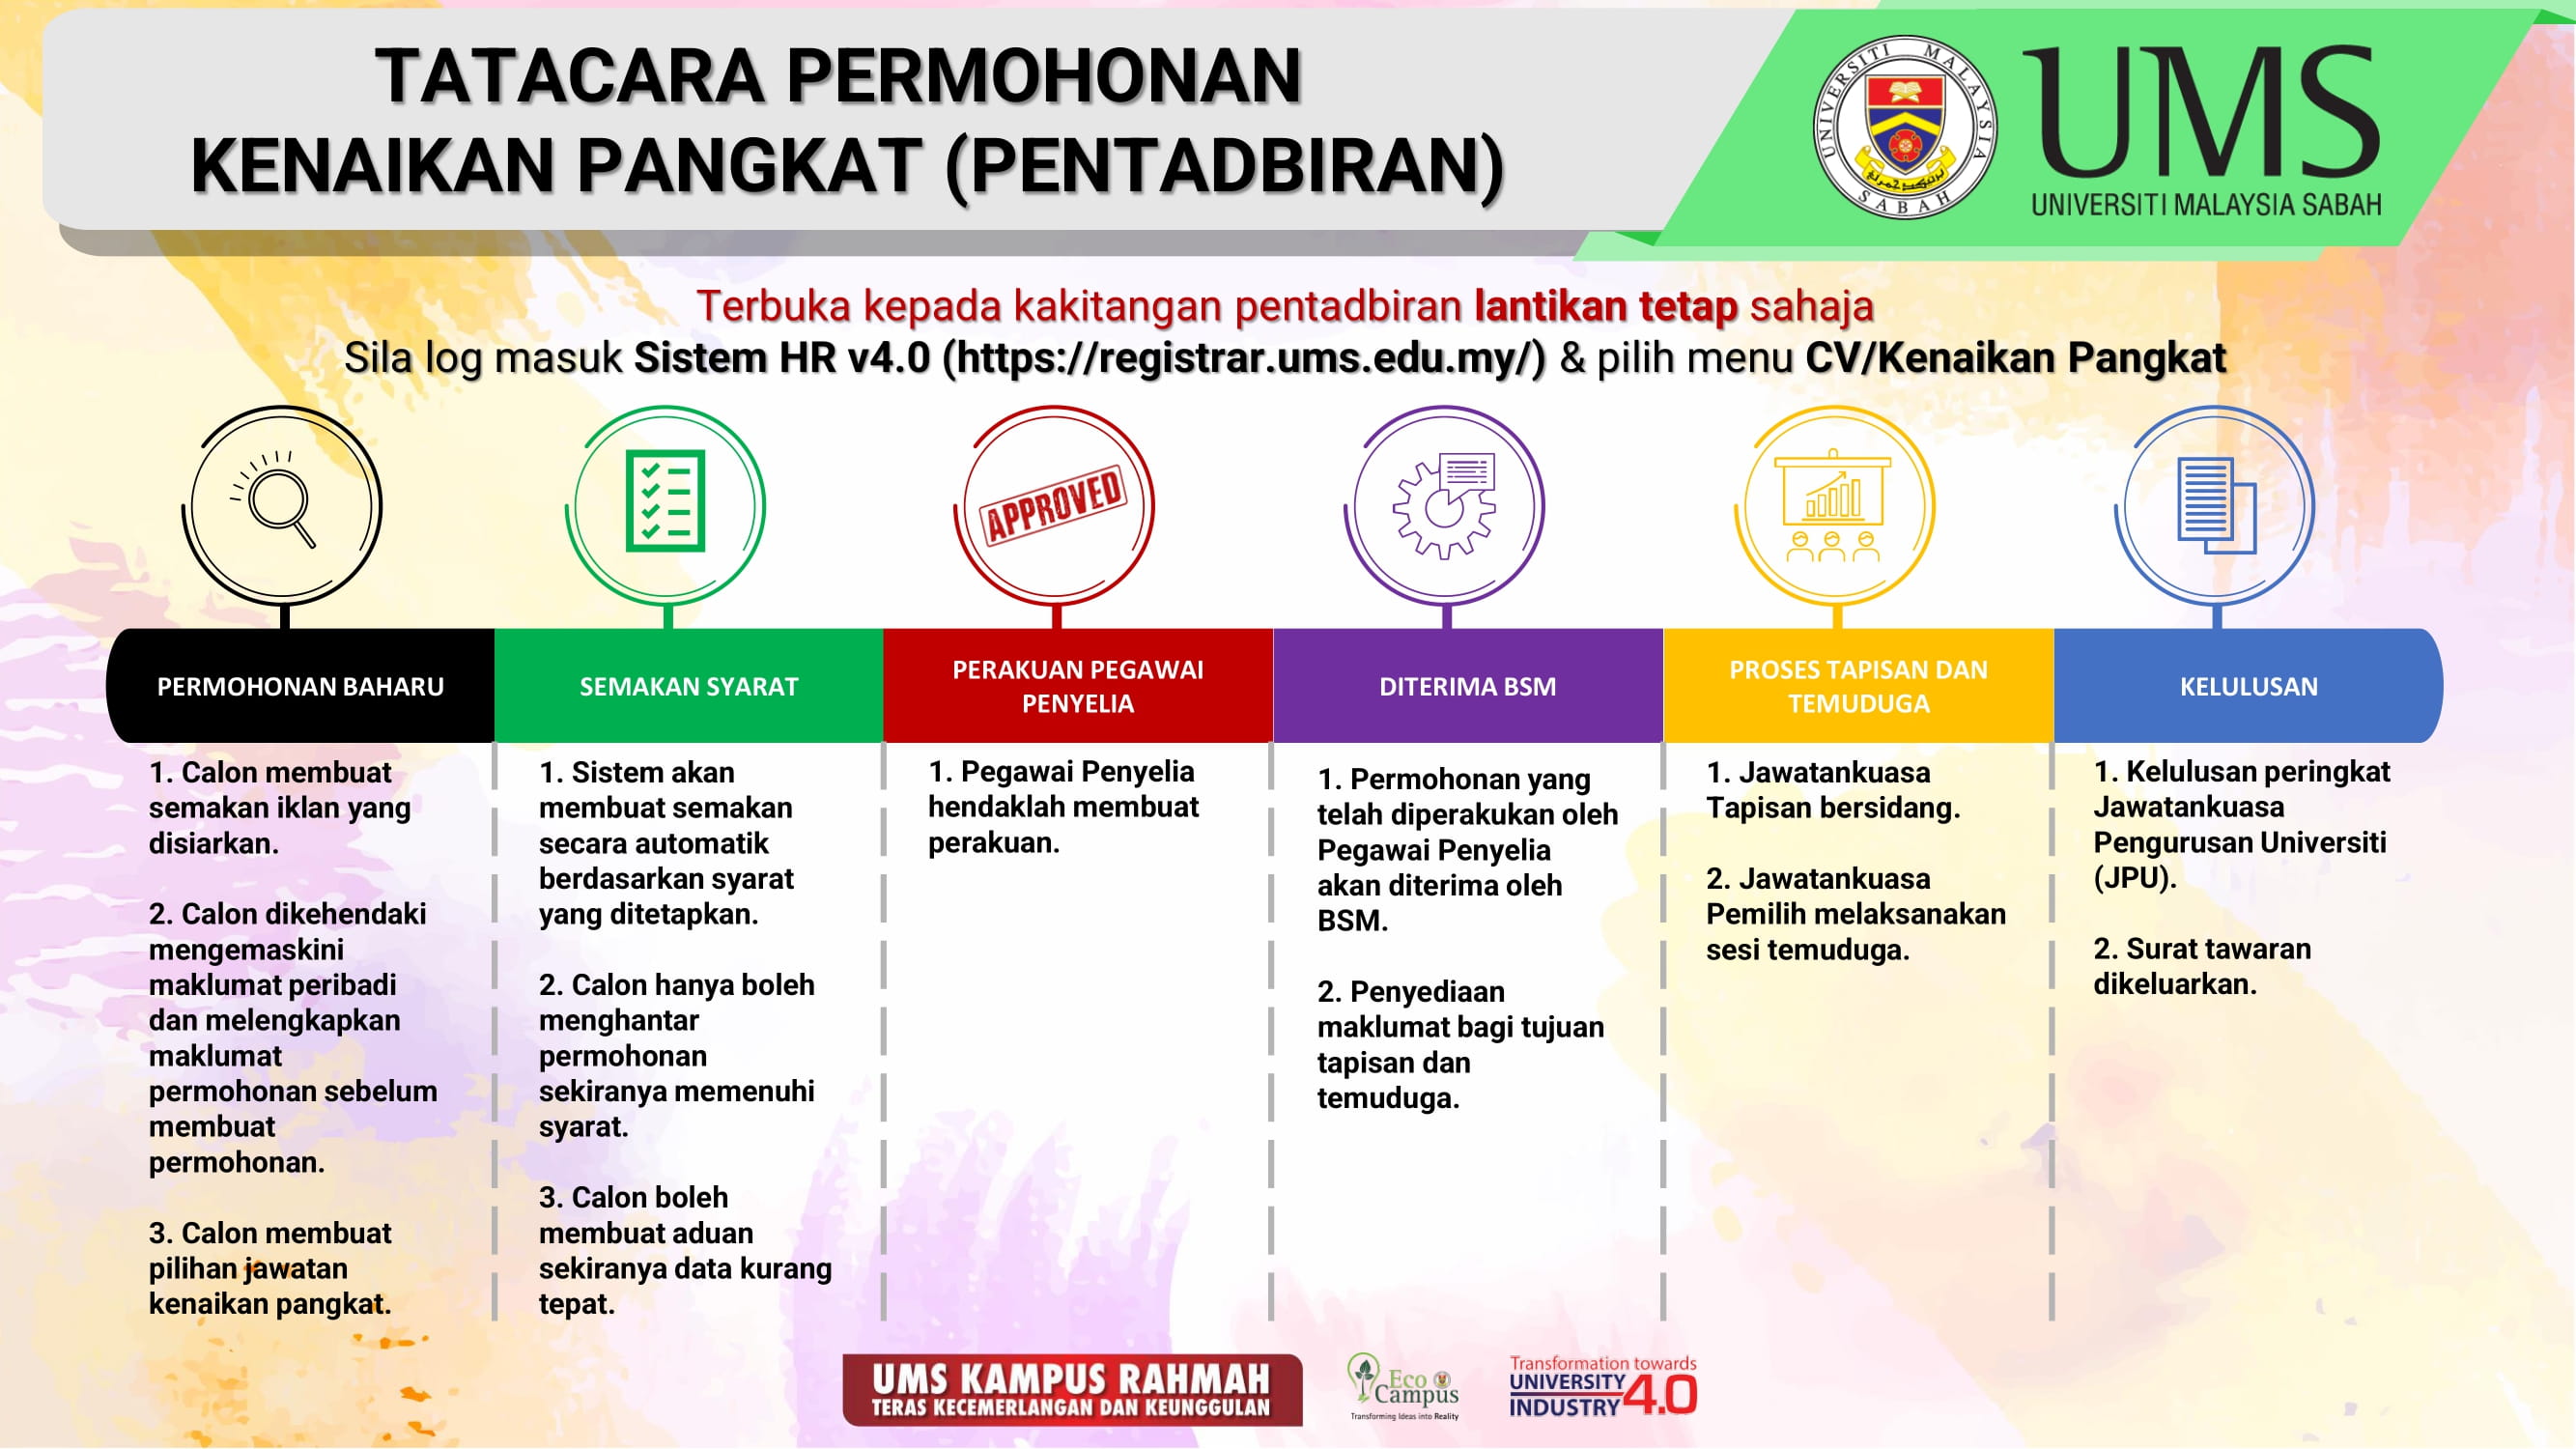 TATACARA PERMOHONAN
KENAIKAN PANGKAT (PENTADBIRAN)
UNIVERSITI MALAYSIA
SABAH
UMS
UNIVERSITI MALAYSIA SABAH
Terbuka kepada kakitangan pentadbiran lantikan tetap sahaja
Sila log masuk Sistem HR v4.0 (https://registrar.ums.edu.my/) & pilih menu CV/Kenaikan Pangkat
APPROVED
PERMOHONAN BAHARU
1. Calon membuat
semakan iklan yang
disiarkan.
2. Calon dikehendaki
mengemaskini
maklumat peribadi
dan melengkapkan
maklumat
permohonan sebelum
membuat
permohonan.
3. Calon membuat
pilihan jawatan
kenaikan pangkat.
SEMAKAN SYARAT
1. Sistem akan
membuat semakan
secara automatik
berdasarkan syarat
yang ditetapkan.
2. Calon hanya boleh
menghantar
permohonan
sekiranya memenuhi
syarat.
3. Calon boleh
membuat aduan
sekiranya data kurang
tepat.
PERAKUAN PEGAWAI
PENYELIA
1. Pegawai Penyelia
hendaklah membuat
perakuan.
DITERIMA BSM
1. Permohonan yang
telah diperakukan oleh
Pegawai Penyelia
akan diterima oleh
BSM.
2. Penyediaan
maklumat bagi tujuan
tapisan dan
temuduga.
PROSES TAPISAN DAN
TEMUDUGA
1. Jawatankuasa
Tapisan bersidang.
2. Jawatankuasa
Pemilih melaksanakan
sesi temuduga.
KELULUSAN
1. Kelulusan peringkat
Jawatankuasa
Pengurusan Universiti
(JPU).
2. Surat tawaran
dikeluarkan.
UMS KAMPUS RAHMAH
TERAS KECEMERLANGAN DAN KEUNGGULAN
Eco
Campus
Transforming Ideas into Reality
Transformation towards
UNIVERSITY
INDUSTRY 4.0